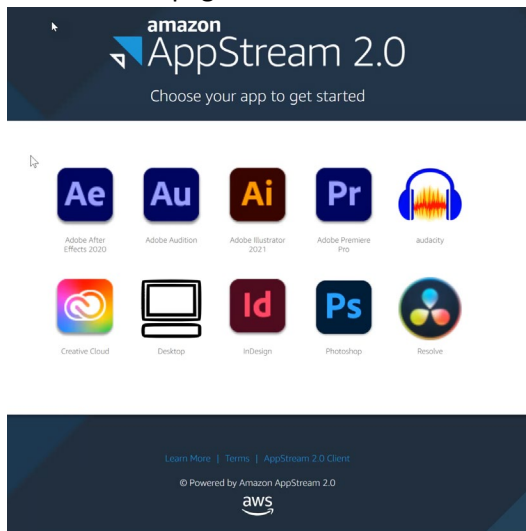 amazon
AppStream 2.0
Choose your app to get started
Ae
Au
Ai
Pr
Adobe After
Effects 2020
Adobe Audition
Adobe Illustrator
2021
Adobe Premiere
Pro
audacity
Id
Ps
Creative Cloud
Desktop
InDesign
Photoshop
Resolve
Learn More | Terms | AppStream 2.0 Client
© Powered by Amazon AppStream 2.0
aws